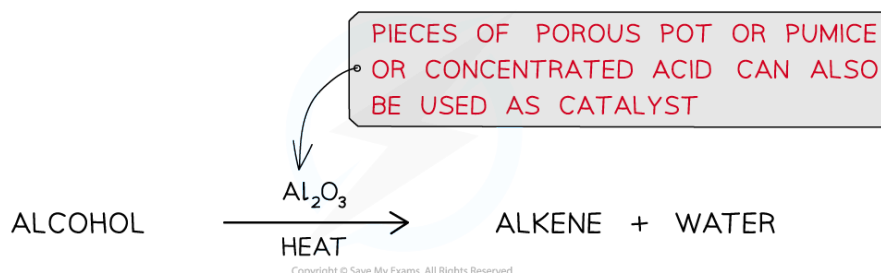 PIECES OF POROUS POT OR PUMICE
OR CONCENTRATED ACID CAN ALSO
BE USED AS CATALYST
Al₂O₃
ALCOHOL → ALKENE + WATER
HEAT
Copyright © Save My Exams. All Rights Reserved